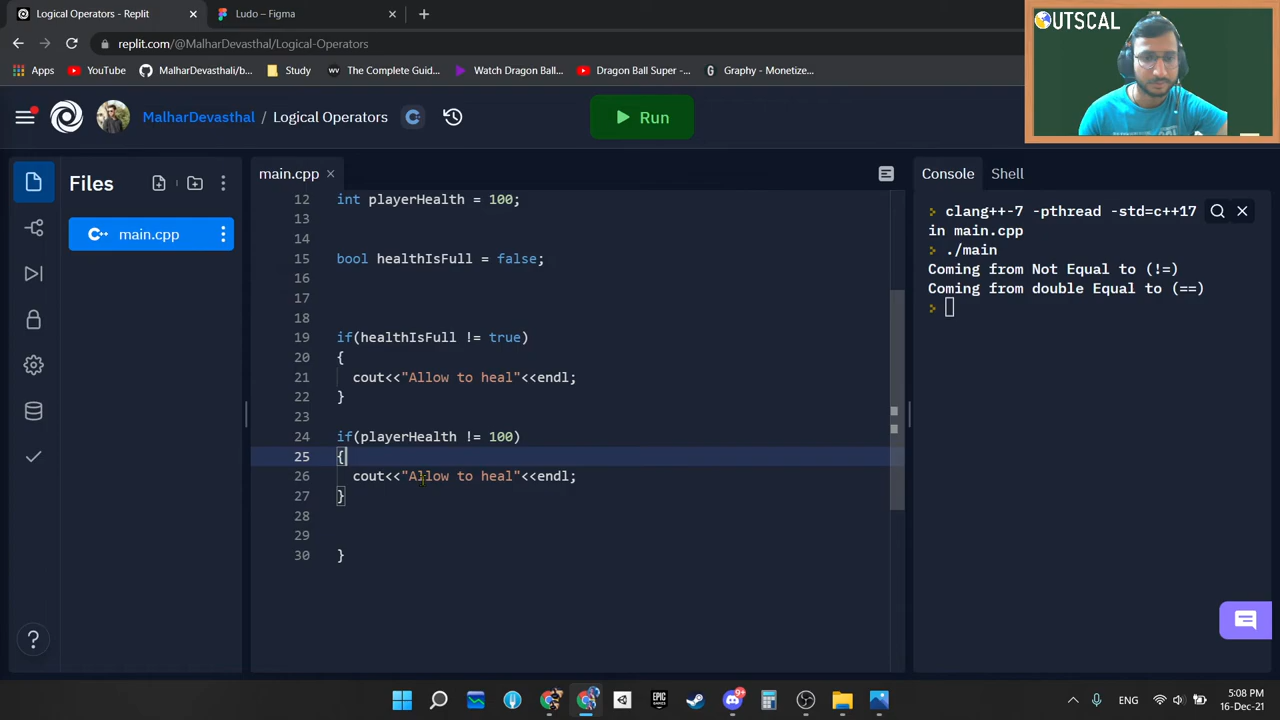 Logical Operators - Replit
Ludo – Figma
replit.com/@MalharDevasthal/Logical-Operators
Apps
YouTube
MalharDevasthali/b...
Study
The Complete Guid...
Watch Dragon Ball...
Dragon Ball Super -...
Graphy - Monetize...
OUTSCAL
MalharDevasthal / Logical Operators
Run
Files
main.cpp
main.cpp
12 int playerHealth = 100;
13
14
15 bool healthIsFull = false;
16
17
18
19 if(healthIsFull != true)
20 {
21 cout<<"Allow to heal"<<endl;
22 }
23
24 if(playerHealth != 100)
25 {
26 cout<<"Allow to heal"<<endl;
27 }
28
29
30 }
Console
Shell
> clang++-7 -pthread -std=c++17
in main.cpp
> ./main
Coming from Not Equal to (!=)
Coming from double Equal to (==)
>
?
EPIC
GAMES
ENG
5:08 PM
16-Dec-21